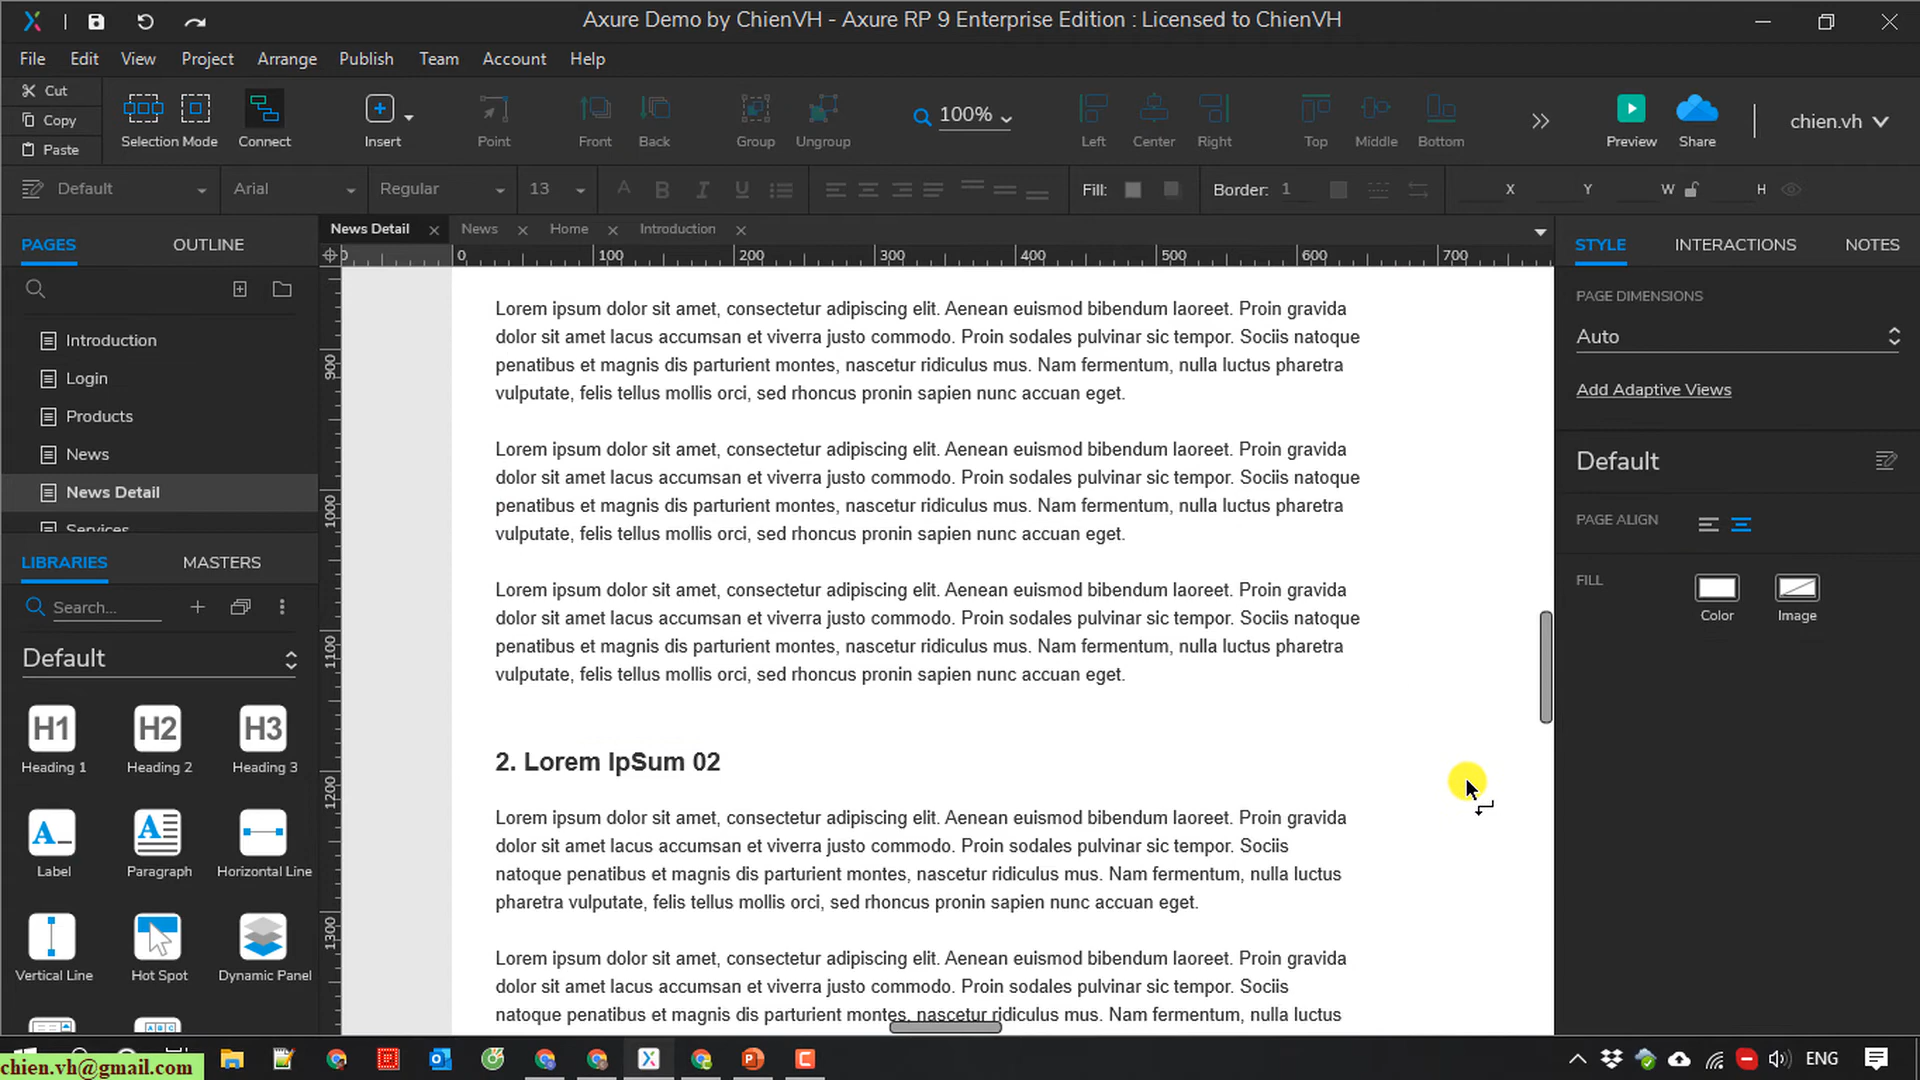 Axure Demo by ChienVH - Axure RP 9 Enterprise Edition : Licensed to ChienVH
File Edit View Project Arrange Publish Team Account Help
Cut
Copy
Paste
Selection Mode Connect Insert Point Front Back Group Ungroup 100% Left Center Right Top Middle Bottom Preview Share chien.vh
Default Arial Regular 13 Fill: Border: 1 X Y W H
PAGES OUTLINE
Introduction
Login
Products
News
News Detail
Services
LIBRARIES MASTERS
Search...
Default
H1 H2 H3
Heading 1 Heading 2 Heading 3
Label Paragraph Horizontal Line
Vertical Line Hot Spot Dynamic Panel
News Detail News Home Introduction
0 100 200 300 400 500 600 700
900
1000
1100
1200
1300
Lorem ipsum dolor sit amet, consectetur adipiscing elit. Aenean euismod bibendum laoreet. Proin gravida
dolor sit amet lacus accumsan et viverra justo commodo. Proin sodales pulvinar sic tempor. Sociis natoque
penatibus et magnis dis parturient montes, nascetur ridiculus mus. Nam fermentum, nulla luctus pharetra
vulputate, felis tellus mollis orci, sed rhoncus pronin sapien nunc accuan eget.
Lorem ipsum dolor sit amet, consectetur adipiscing elit. Aenean euismod bibendum laoreet. Proin gravida
dolor sit amet lacus accumsan et viverra justo commodo. Proin sodales pulvinar sic tempor. Sociis natoque
penatibus et magnis dis parturient montes, nascetur ridiculus mus. Nam fermentum, nulla luctus pharetra
vulputate, felis tellus mollis orci, sed rhoncus pronin sapien nunc accuan eget.
Lorem ipsum dolor sit amet, consectetur adipiscing elit. Aenean euismod bibendum laoreet. Proin gravida
dolor sit amet lacus accumsan et viverra justo commodo. Proin sodales pulvinar sic tempor. Sociis natoque
penatibus et magnis dis parturient montes, nascetur ridiculus mus. Nam fermentum, nulla luctus pharetra
vulputate, felis tellus mollis orci, sed rhoncus pronin sapien nunc accuan eget.
2. Lorem IpSum 02
Lorem ipsum dolor sit amet, consectetur adipiscing elit. Aenean euismod bibendum laoreet. Proin gravida
dolor sit amet lacus accumsan et viverra justo commodo. Proin sodales pulvinar sic tempor. Sociis
natoque penatibus et magnis dis parturient montes, nascetur ridiculus mus. Nam fermentum, nulla luctus
pharetra vulputate, felis tellus mollis orci, sed rhoncus pronin sapien nunc accuan eget.
Lorem ipsum dolor sit amet, consectetur adipiscing elit. Aenean euismod bibendum laoreet. Proin gravida
dolor sit amet lacus accumsan et viverra justo commodo. Proin sodales pulvinar sic tempor. Sociis
natoque penatibus et magnis dis parturient montes, nascetur ridiculus mus. Nam fermentum, nulla luctus
STYLE INTERACTIONS NOTES
PAGE DIMENSIONS
Auto
Add Adaptive Views
Default
PAGE ALIGN
FILL
Color Image
chien.vh@gmail.com
ENG